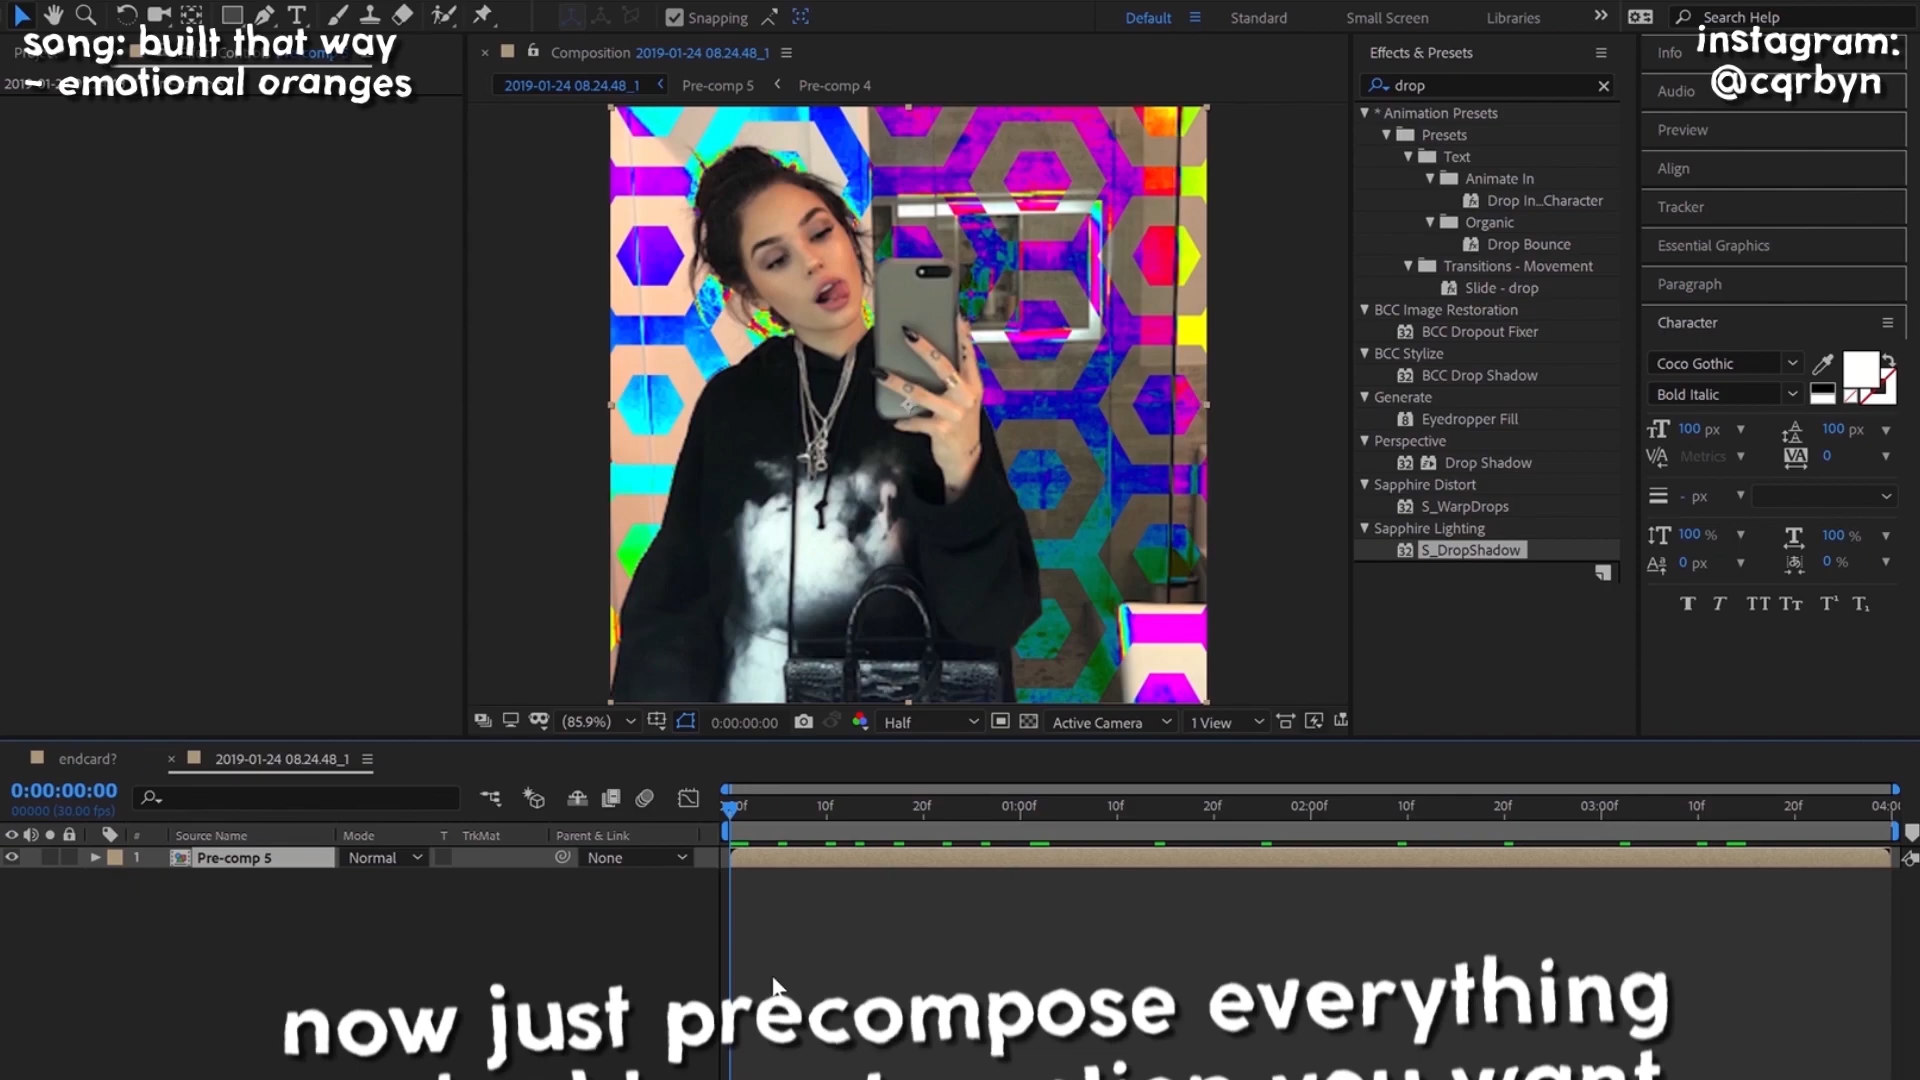 Snapping
Default
Standard
Small Screen
Libraries
Search Help
song: built that way
- emotional oranges
instagram:
@cqrbyn
Composition 2019-01-24 08.24.48_1
2019-01-24 08.24.48_1
Pre-comp 5
Pre-comp 4
Effects & Presets
drop
* Animation Presets
Presets
Text
Animate In
Drop In...Character
Organic
Drop Bounce
Transitions - Movement
Slide - drop
BCC Image Restoration
BCC Dropout Fixer
BCC Stylize
BCC Drop Shadow
Generate
Eyedropper Fill
Perspective
Drop Shadow
Sapphire Distort
S_WarpDrops
Sapphire Lighting
S_DropShadow
Info
Audio
Preview
Align
Tracker
Essential Graphics
Paragraph
Character
Coco Gothic
Bold Italic
100 px
100 px
Metrics
0
- px
100 %
100 %
0 px
0 %
(85.9%)
0:00:00:00
Half
Active Camera
1 View
endcard?
2019-01-24 08.24.48_1
0:00:00:00
00000 (30.00 fps)
10f
20f
01:00f
10f
20f
02:00f
10f
20f
03:00f
10f
20f
# Source Name
Mode
T TrkMat
Parent & Link
1 Pre-comp 5
Normal
None
now just precompose everything
you want